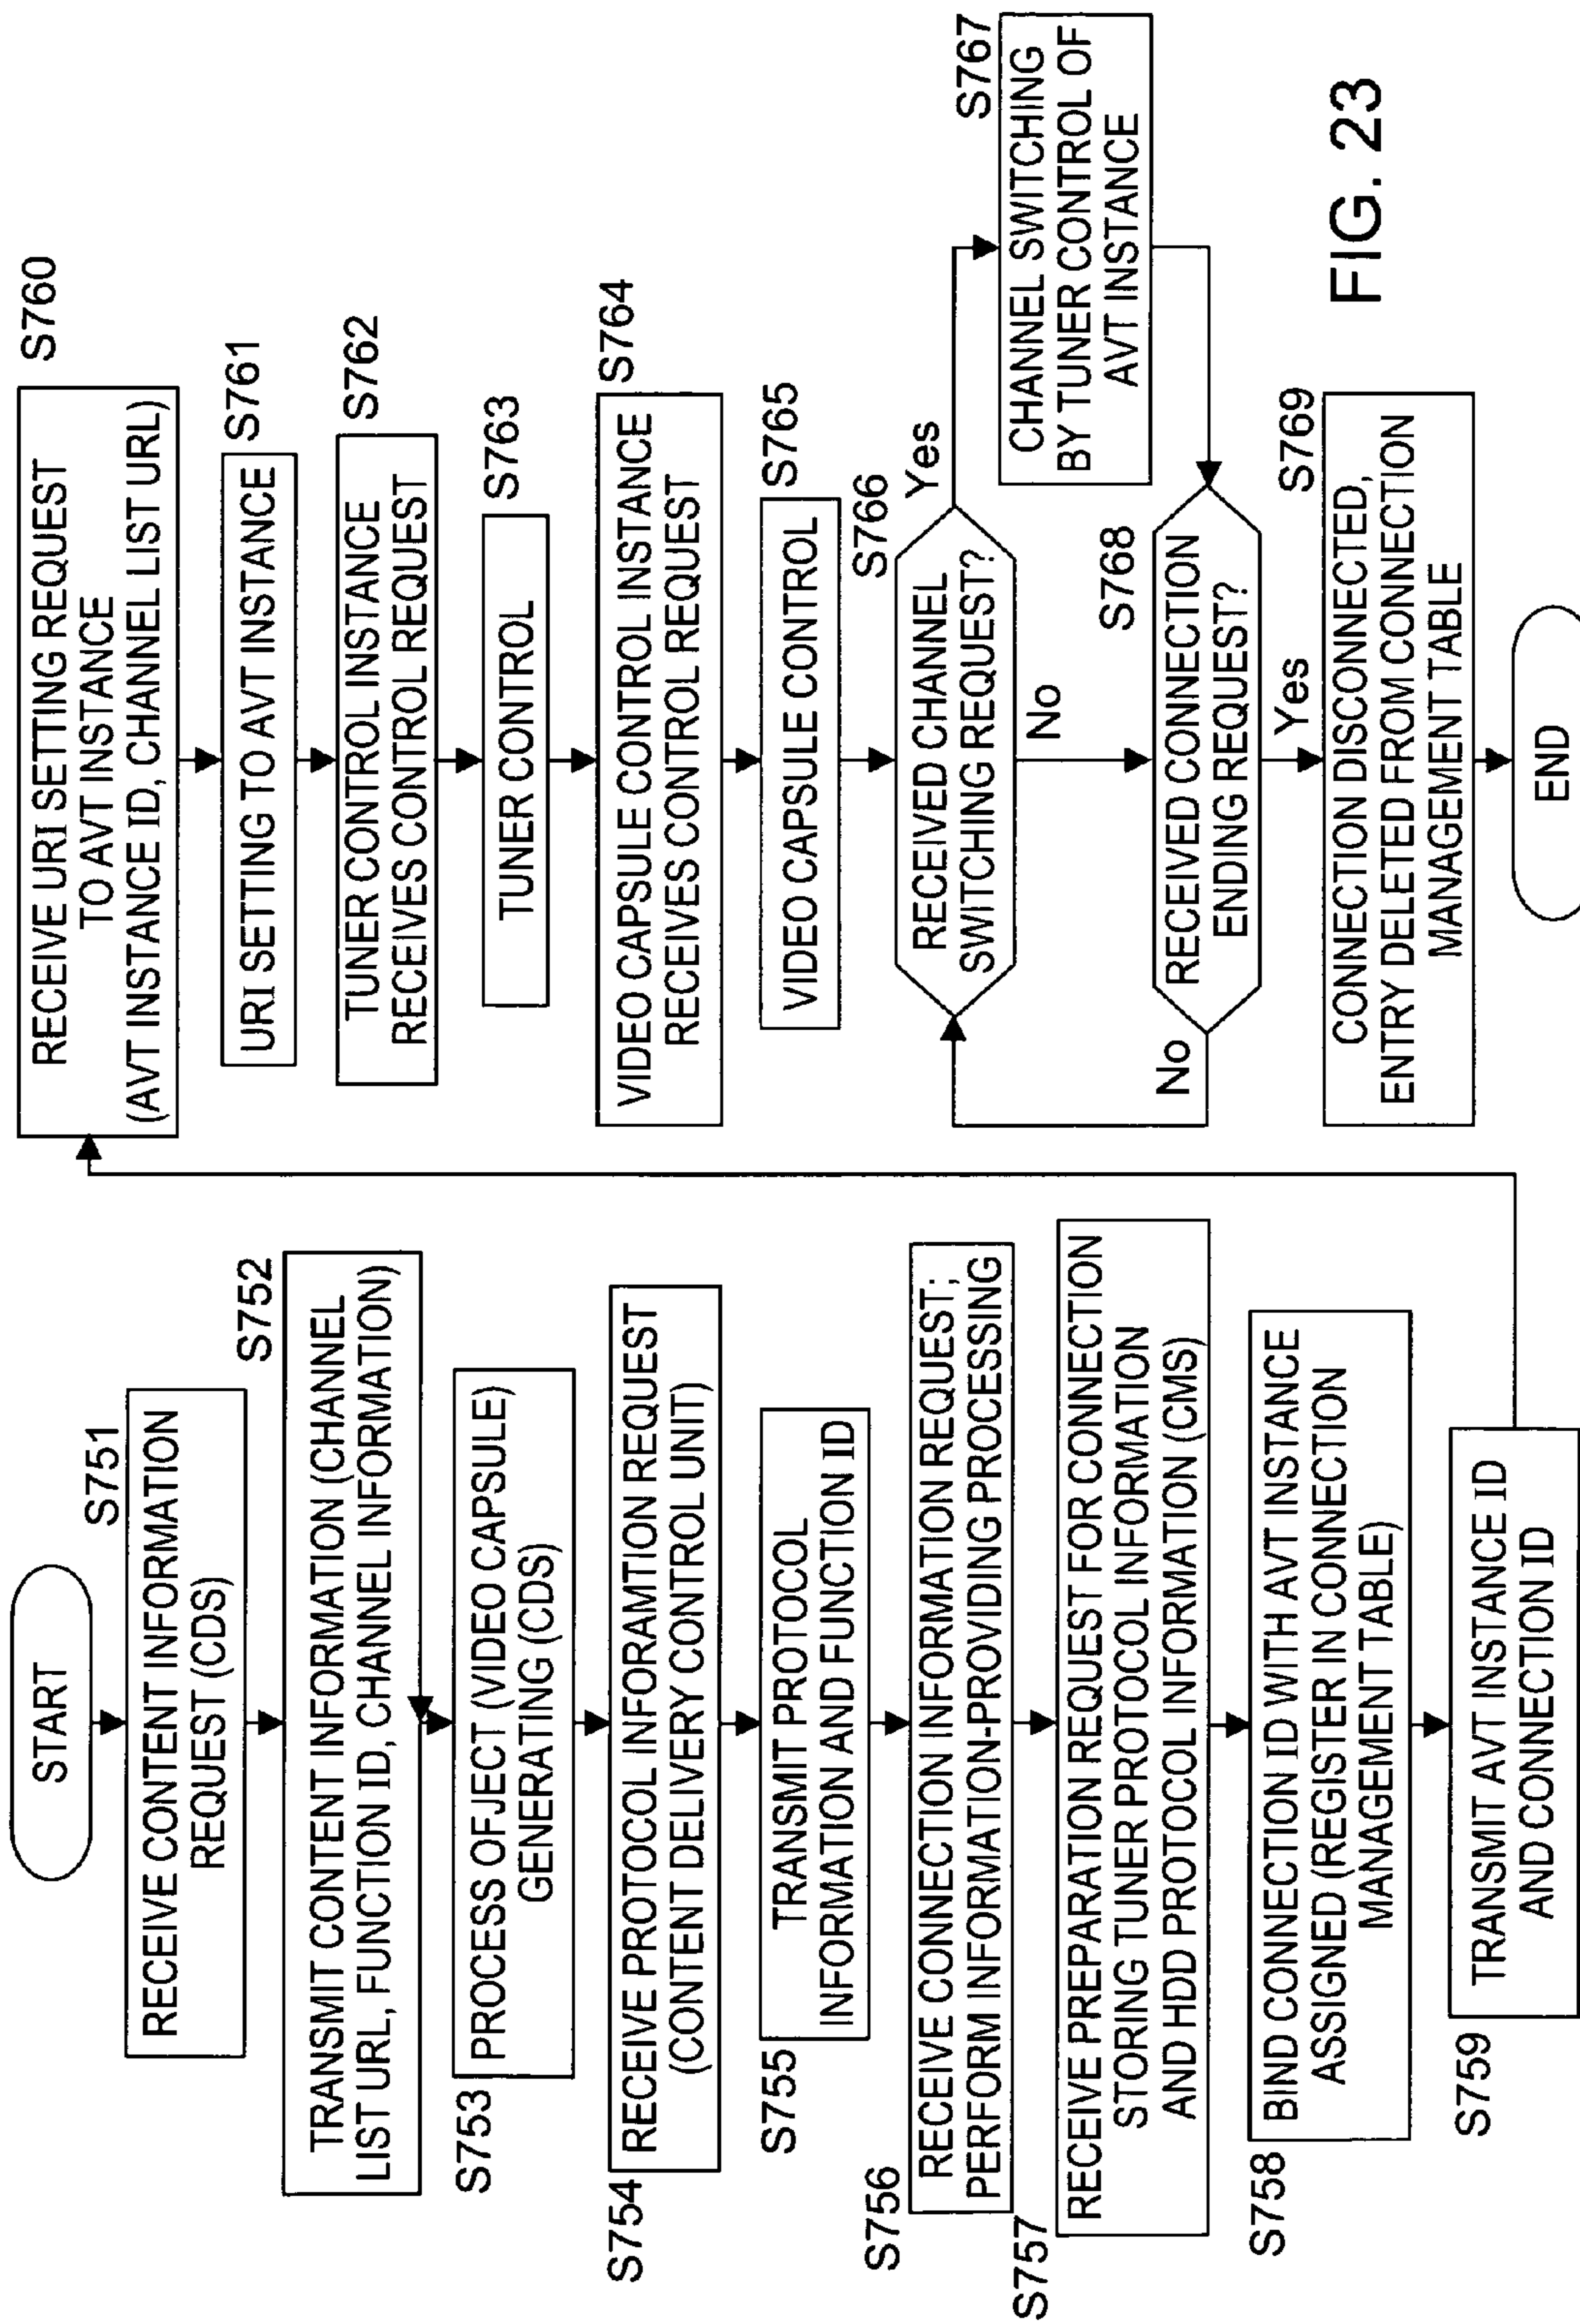 START
S751
RECEIVE CONTENT INFORMATION
REQUEST (CDS)
S752
TRANSMIT CONTENT INFORMATION (CHANNEL
LIST URL, FUNCTION ID, CHANNEL INFORMATION)
S753
PROCESS OFJECT (VIDEO CAPSULE)
GENERATING (CDS)
S754
RECEIVE PROTOCOL INFORAMTION REQUEST
(CONTENT DELIVERY CONTROL UNIT)
S755
TRANSMIT PROTOCOL
INFORMATION AND FUNCTION ID
S756
RECEIVE CONNECTION INFORMATION REQUEST;
PERFORM INFORMATION-PROVIDING PROCESSING
S757
RECEIVE PREPARATION REQUEST FOR CONNECTION
STORING TUNER PROTOCOL INFORMATION
AND HDD PROTOCOL INFORMATION (CMS)
S758
BIND CONNECTION ID WITH AVT INSTANCE
ASSIGNED (REGISTER IN CONNECTION
MANAGEMENT TABLE)
S759
TRANSMIT AVT INSTANCE ID
AND CONNECTION ID
S760
RECEIVE URI SETTING REQUEST
TO AVT INSTANCE
(AVT INSTANCE ID, CHANNEL LIST URL)
S761
URI SETTING TO AVT INSTANCE
S762
TUNER CONTROL INSTANCE
RECEIVES CONTROL REQUEST
S763
TUNER CONTROL
S764
VIDEO CAPSULE CONTROL INSTANCE
RECEIVES CONTROL REQUEST
S765
VIDEO CAPSULE CONTROL
S766
RECEIVED CHANNEL
SWITCHING REQUEST?
Yes
No
S767
CHANNEL SWITCHING
BY TUNER CONTROL OF
AVT INSTANCE
S768
RECEIVED CONNECTION
ENDING REQUEST?
No
Yes
S769
CONNECTION DISCONNECTED,
ENTRY DELETED FROM CONNECTION
MANAGEMENT TABLE
END
FIG. 23